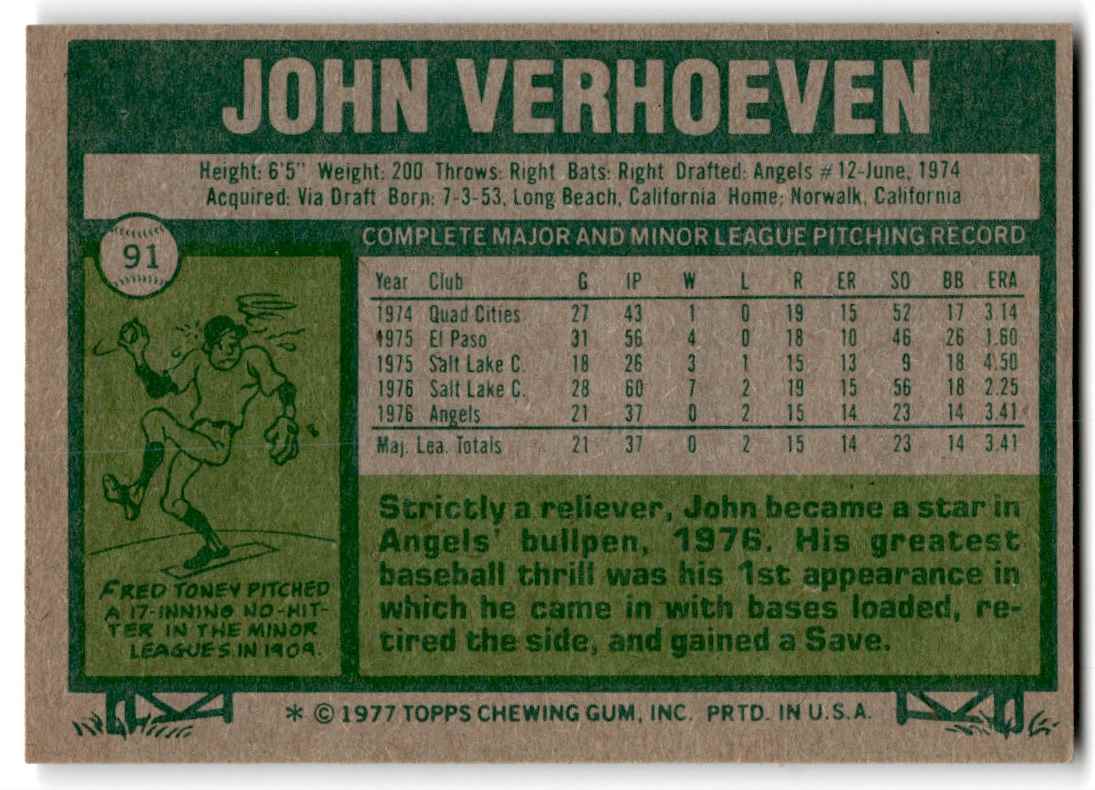 JOHN VERHOEVEN
Height: 6'5" Weight: 200 Throws: Right Bats: Right Drafted: Angels #12-June, 1974
Acquired: Via Draft Born: 7-3-53, Long Beach, California Home: Norwalk, California
91
COMPLETE MAJOR AND MINOR LEAGUE PITCHING RECORD
Year Club G IP W L R ER SO BB ERA
1974 Quad Cities 27 43 1 0 19 15 52 17 3.14
1975 El Paso 31 56 4 0 18 10 46 26 1.60
1975 Salt Lake C. 18 26 3 1 15 13 9 18 4.50
1976 Salt Lake C. 28 60 7 2 19 15 56 18 2.25
1976 Angels 21 37 0 2 15 14 23 14 3.41
Maj. Lea. Totals 21 37 0 2 15 14 23 14 3.41
FRED TONEY PITCHED
A 17-INNING NO-HIT-
TER IN THE MINOR
LEAGUES IN 1909.
Strictly a reliever, John became a star in
Angels' bullpen, 1976. His greatest
baseball thrill was his 1st appearance in
which he came in with bases loaded, re-
tired the side, and gained a Save.
* © 1977 TOPPS CHEWING GUM, INC. PRTD. IN U.S.A.